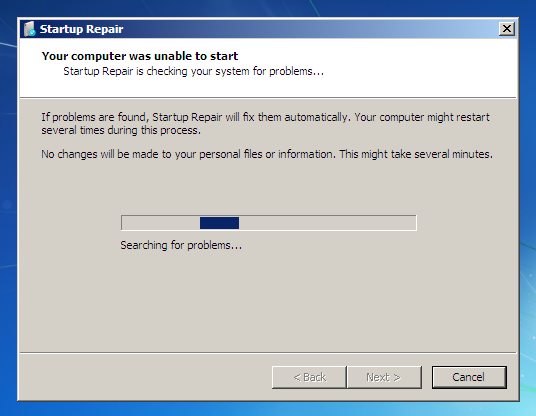 Startup Repair
Your computer was unable to start
Startup Repair is checking your system for problems...
If problems are found, Startup Repair will fix them automatically. Your computer might restart
several times during this process.
No changes will be made to your personal files or information. This might take several minutes.
Searching for problems...
< Back
Next >
Cancel